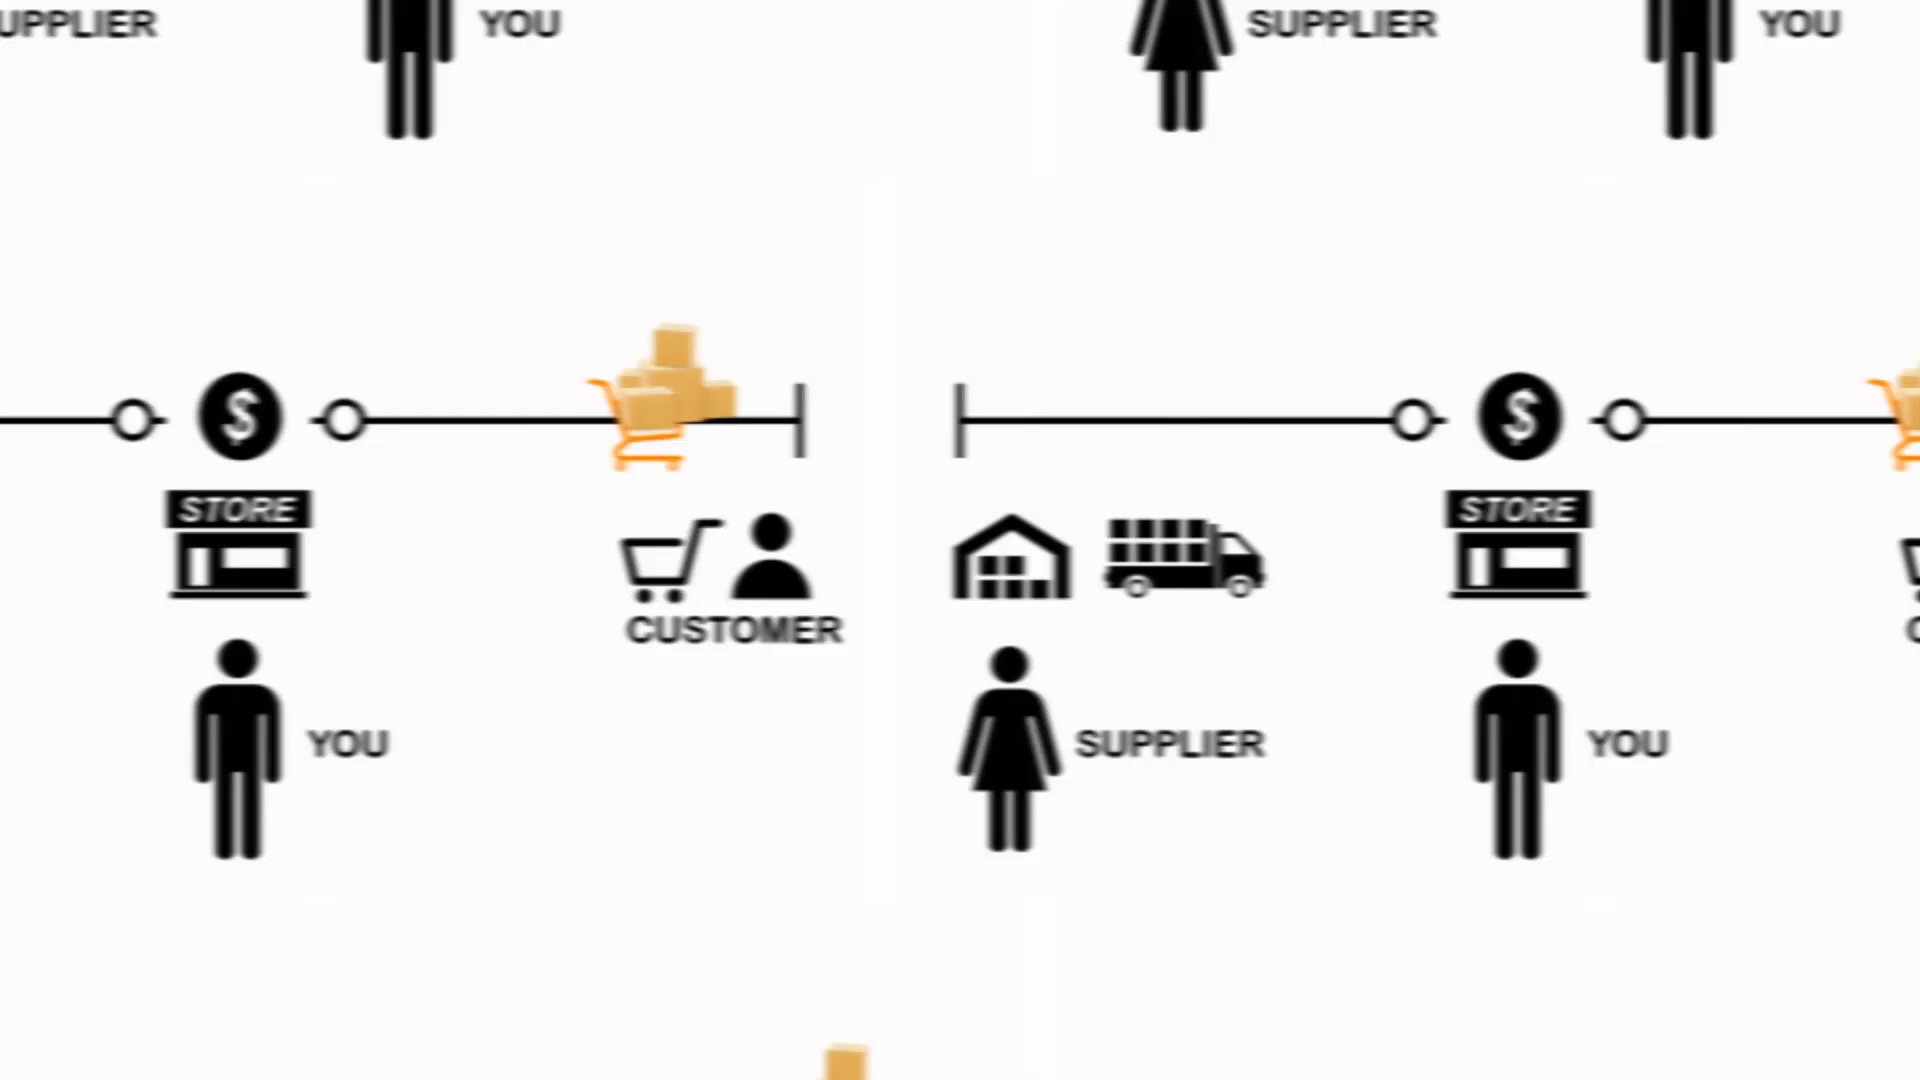 UPPLIER YOU SUPPLIER YOU
$ $
STORE STORE
CUSTOMER
YOU SUPPLIER YOU